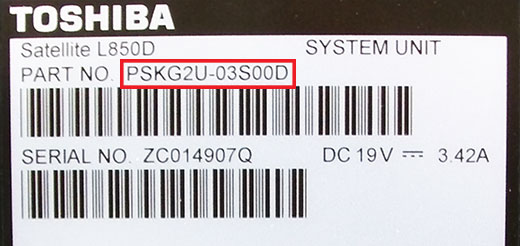 TOSHIBA
Satellite L850D SYSTEM UNIT
PART NO. PSKG2U-03S00D
SERIAL NO. ZC014907Q DC 19V ⎓ 3.42A